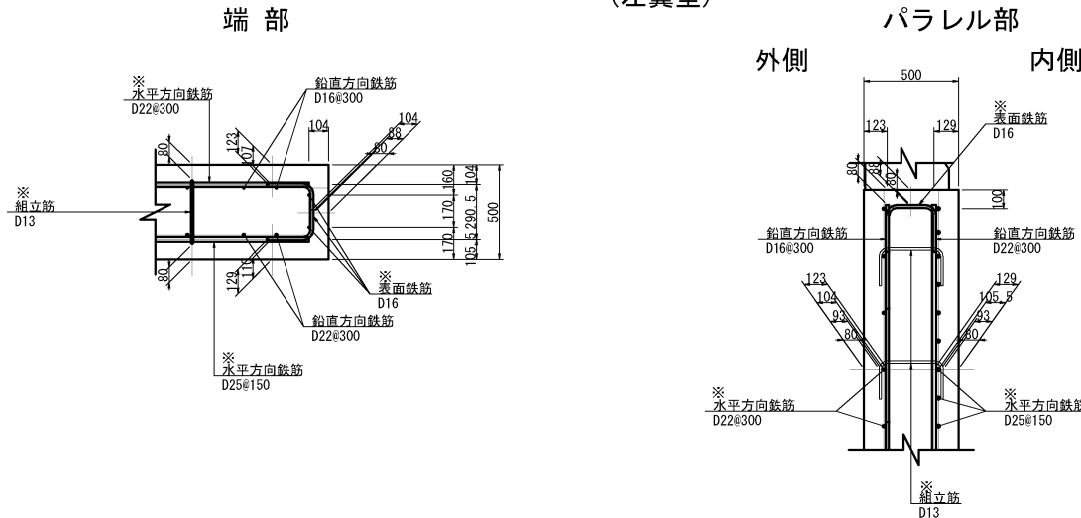 (左翼壁)
端 部
パラレル部
外側
内側
※
水平方向鉄筋
D22@300
鉛直方向鉄筋
D16@300
104
104
88
80
123
107
80
※
組立筋
D13
160
104
170
290.5
500
170
105.5
80
129
110
※
表面鉄筋
D16
鉛直方向鉄筋
D22@300
※
水平方向鉄筋
D25@150
500
123
129
※
表面鉄筋
D16
80
88
80
100
鉛直方向鉄筋
D16@300
鉛直方向鉄筋
D22@300
123
104
93
80
129
105.5
93
80
※
水平方向鉄筋
D22@300
※
水平方向鉄筋
D25@150
※
組立筋
D13